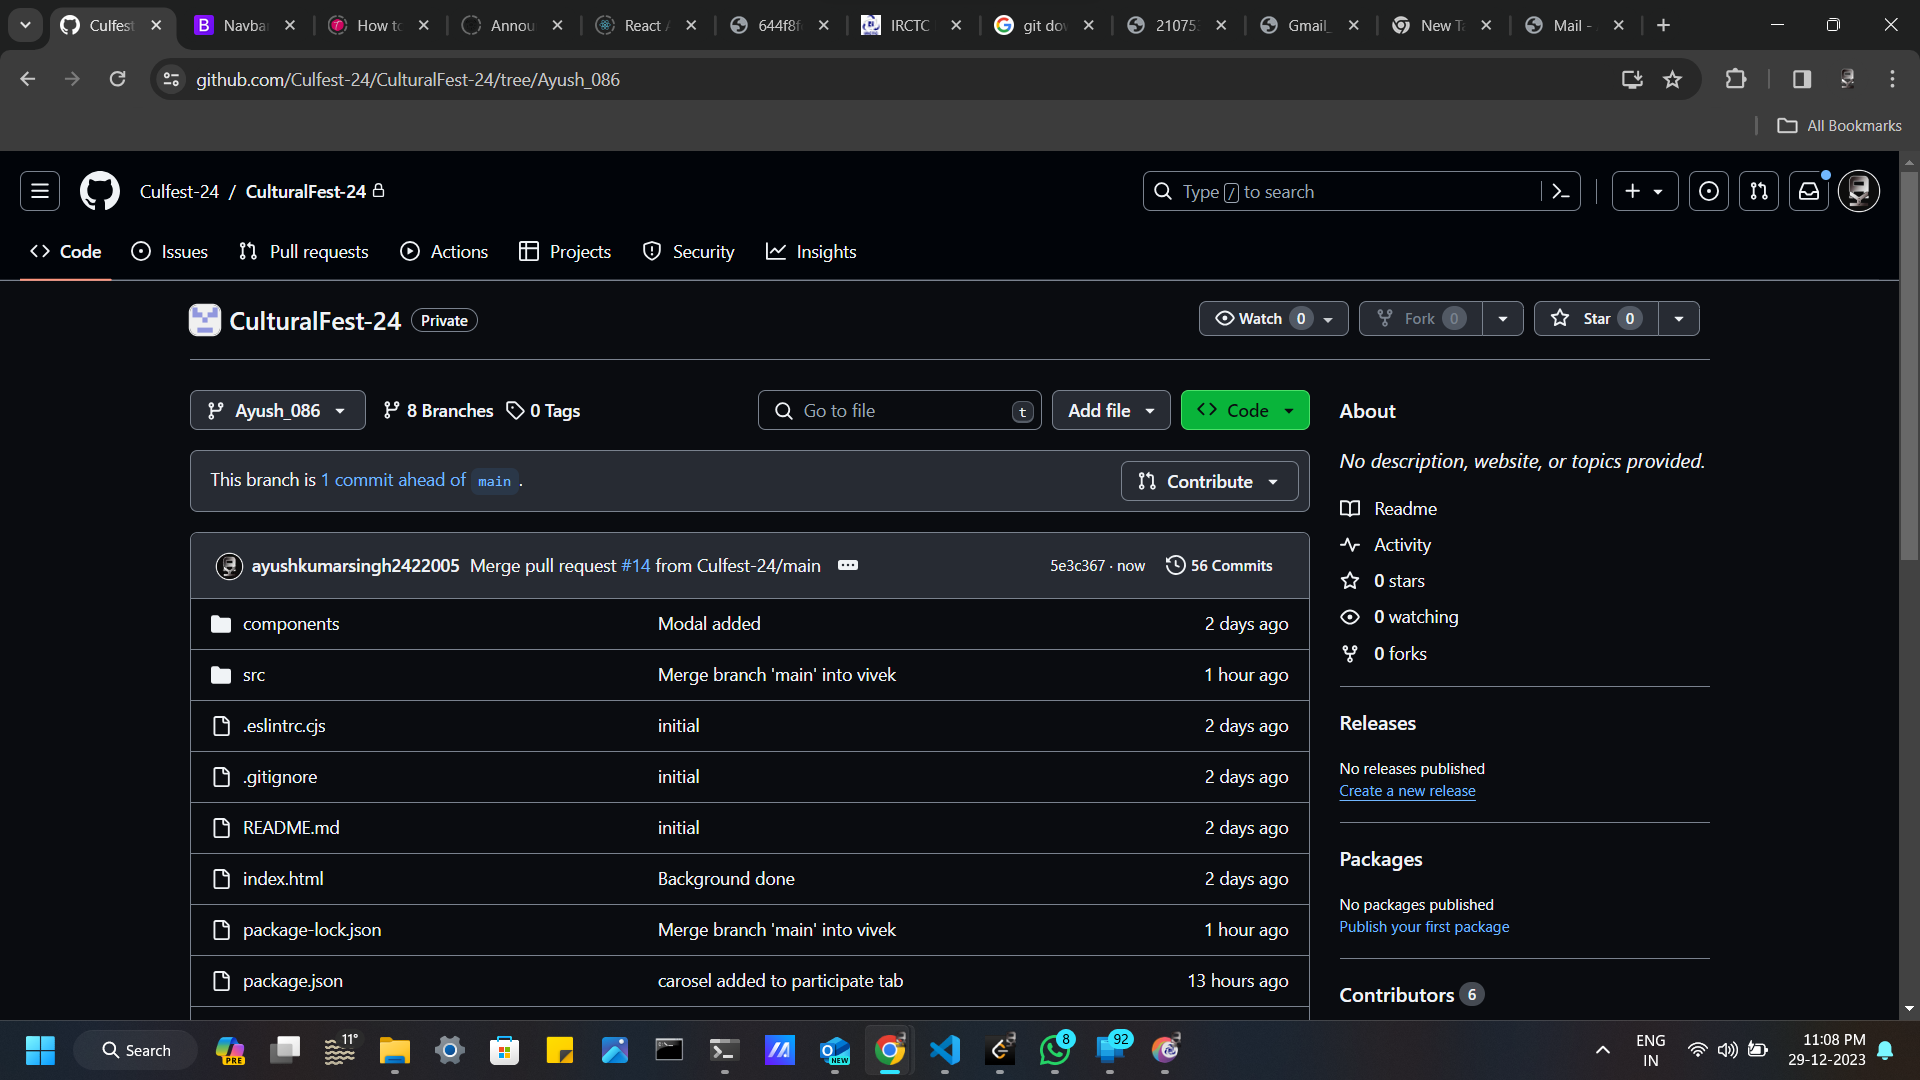 Culfest
Navba
How to
Annou
React
644f8f
IRCTC
git dow
21075
Gmail_
New Ta
Mail -
github.com/Culfest-24/CulturalFest-24/tree/Ayush_086
All Bookmarks
Culfest-24 / CulturalFest-24
Type / to search
Code
Issues
Pull requests
Actions
Projects
Security
Insights
CulturalFest-24 Private
Watch 0
Fork 0
Star 0
Ayush_086
8 Branches
0 Tags
Go to file t
Add file
Code
This branch is 1 commit ahead of main .
Contribute
ayushkumarsingh2422005 Merge pull request #14 from Culfest-24/main
5e3c367 · now
56 Commits
components Modal added 2 days ago
src Merge branch 'main' into vivek 1 hour ago
.eslintrc.cjs initial 2 days ago
.gitignore initial 2 days ago
README.md initial 2 days ago
index.html Background done 2 days ago
package-lock.json Merge branch 'main' into vivek 1 hour ago
package.json carosel added to participate tab 13 hours ago
About
No description, website, or topics provided.
Readme
Activity
0 stars
0 watching
0 forks
Releases
No releases published
Create a new release
Packages
No packages published
Publish your first package
Contributors 6
Search
PRE
11°
NEW
8
92
ENG
IN
11:08 PM
29-12-2023